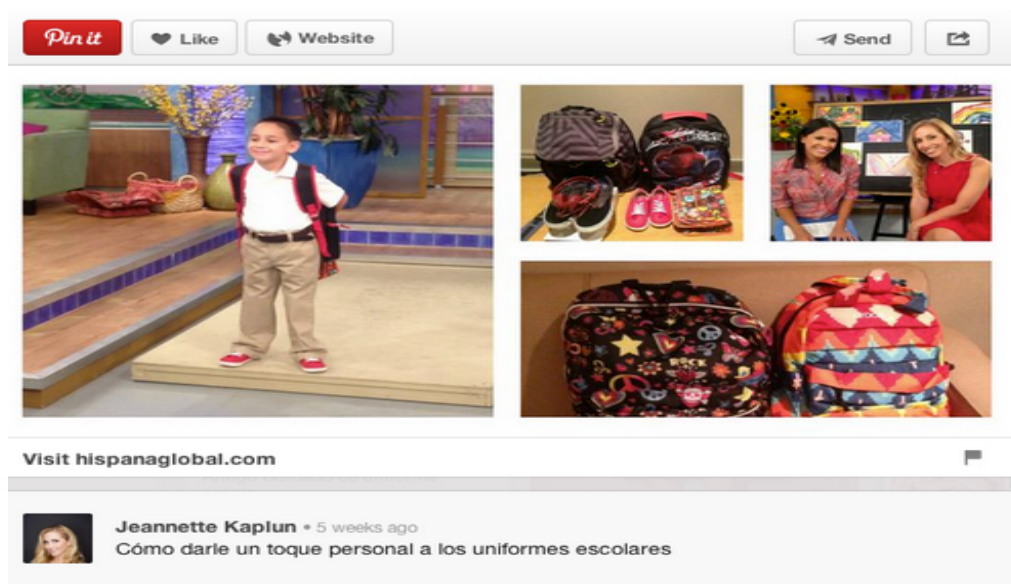 Pin it Like Website Send
ROCK
Visit hispanaglobal.com
Jeannette Kaplun • 5 weeks ago
Cómo darle un toque personal a los uniformes escolares